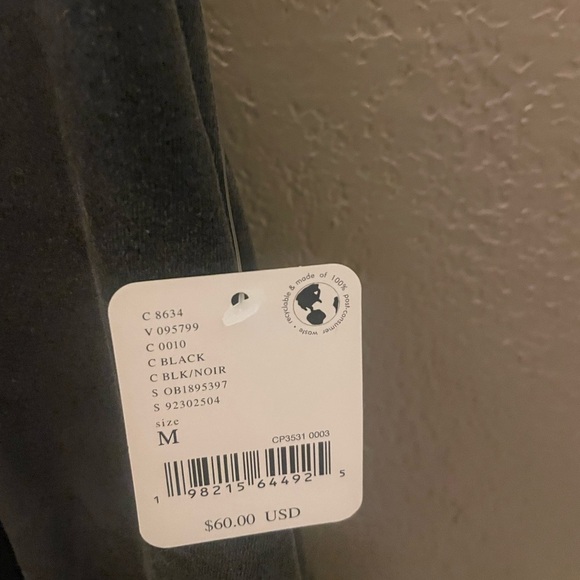 C 8634
V 095799
C 0010
C BLACK
C BLK/NOIR
S OB1895397
S 92302504
size
M
recyclable & made of 100% post-consumer waste •
CP3531 0003
1 98215 64492 5
$60.00 USD